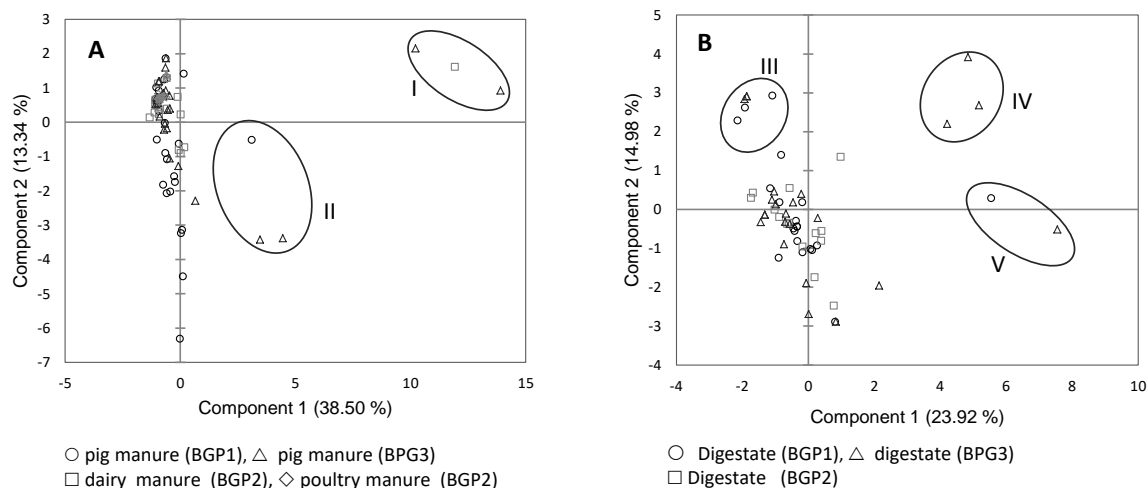 A
3
2
1
0
-1
-2
-3
-4
-5
-6
-7
-5 0 5 10 15
Component 2 (13.34 %)
Component 1 (38.50 %)
I
II
pig manure (BGP1), pig manure (BPG3)
dairy manure (BGP2), poultry manure (BGP2)
B
5
4
3
2
1
0
-1
-2
-3
-4
-4 -2 0 2 4 6 8 10
Component 2 (14.98 %)
Component 1 (23.92 %)
III
IV
V
Digestate (BGP1), digestate (BPG3)
Digestate (BGP2)